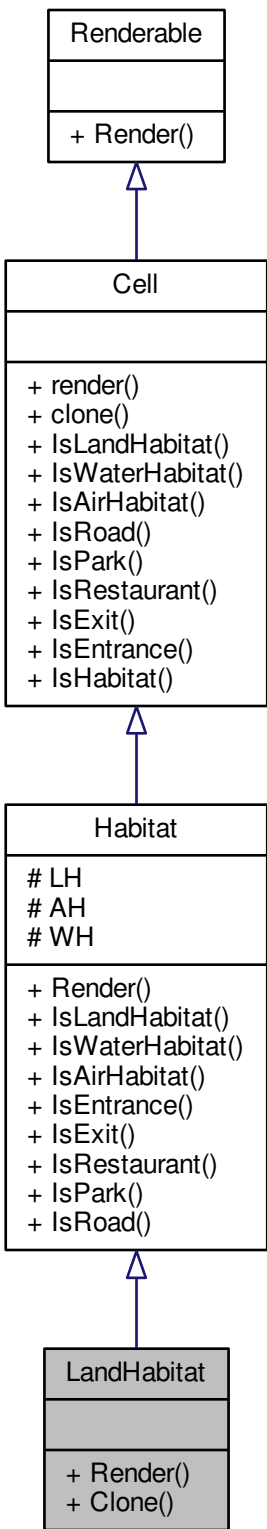 Renderable
+ Render()
Cell
+ render()
+ clone()
+ IsLandHabitat()
+ IsWaterHabitat()
+ IsAirHabitat()
+ IsRoad()
+ IsPark()
+ IsRestaurant()
+ IsExit()
+ IsEntrance()
+ IsHabitat()
Habitat
# LH
# AH
# WH
+ Render()
+ IsLandHabitat()
+ IsWaterHabitat()
+ IsAirHabitat()
+ IsEntrance()
+ IsExit()
+ IsRestaurant()
+ IsPark()
+ IsRoad()
LandHabitat
+ Render()
+ Clone()